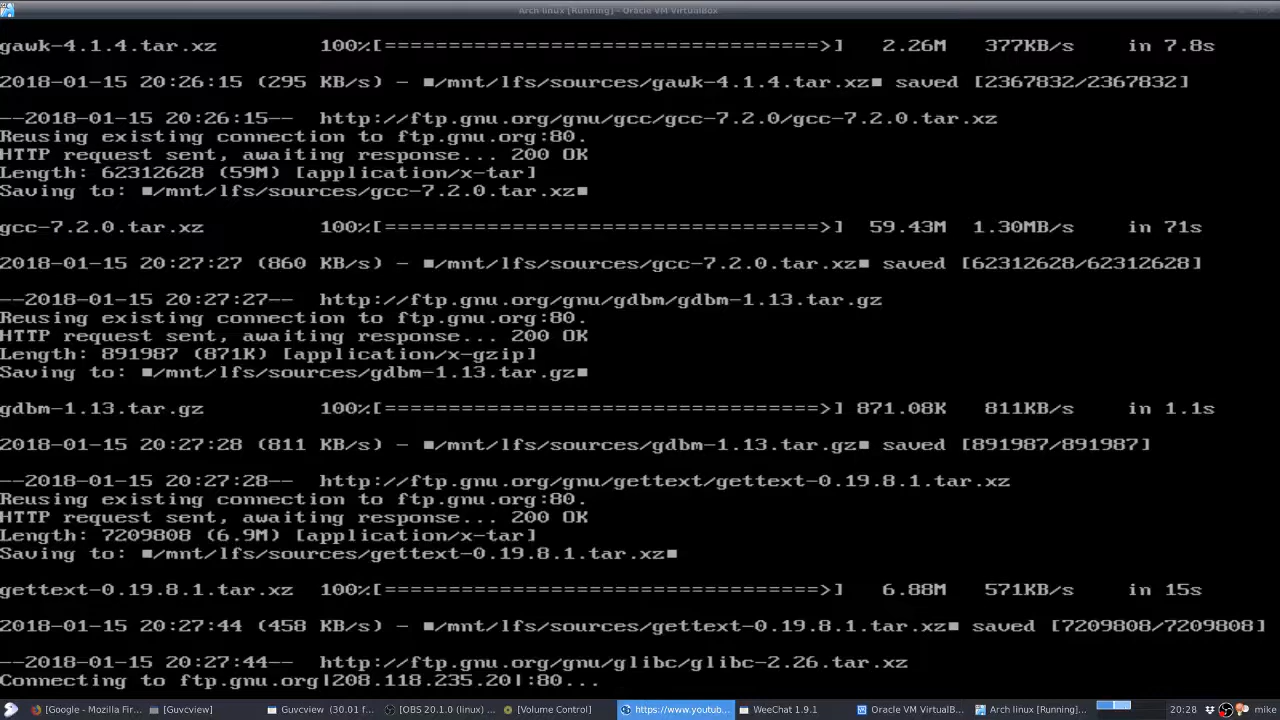 Arch linux [Running] - Oracle VM VirtualBox
gawk-4.1.4.tar.xz 100%[==================================>] 2.26M 377KB/s in 7.8s
2018-01-15 20:26:15 (295 KB/s) - ■/mnt/lfs/sources/gawk-4.1.4.tar.xz■ saved [2367832/2367832]
--2018-01-15 20:26:15-- http://ftp.gnu.org/gnu/gcc/gcc-7.2.0/gcc-7.2.0.tar.xz
Reusing existing connection to ftp.gnu.org:80.
HTTP request sent, awaiting response... 200 OK
Length: 62312628 (59M) [application/x-tar]
Saving to: ■/mnt/lfs/sources/gcc-7.2.0.tar.xz■
gcc-7.2.0.tar.xz 100%[==================================>] 59.43M 1.30MB/s in 71s
2018-01-15 20:27:27 (860 KB/s) - ■/mnt/lfs/sources/gcc-7.2.0.tar.xz■ saved [62312628/62312628]
--2018-01-15 20:27:27-- http://ftp.gnu.org/gnu/gdbm/gdbm-1.13.tar.gz
Reusing existing connection to ftp.gnu.org:80.
HTTP request sent, awaiting response... 200 OK
Length: 891987 (871K) [application/x-gzip]
Saving to: ■/mnt/lfs/sources/gdbm-1.13.tar.gz■
gdbm-1.13.tar.gz 100%[==================================>] 871.08K 811KB/s in 1.1s
2018-01-15 20:27:28 (811 KB/s) - ■/mnt/lfs/sources/gdbm-1.13.tar.gz■ saved [891987/891987]
--2018-01-15 20:27:28-- http://ftp.gnu.org/gnu/gettext/gettext-0.19.8.1.tar.xz
Reusing existing connection to ftp.gnu.org:80.
HTTP request sent, awaiting response... 200 OK
Length: 7209808 (6.9M) [application/x-tar]
Saving to: ■/mnt/lfs/sources/gettext-0.19.8.1.tar.xz■
gettext-0.19.8.1.tar.xz 100%[==================================>] 6.88M 571KB/s in 15s
2018-01-15 20:27:44 (458 KB/s) - ■/mnt/lfs/sources/gettext-0.19.8.1.tar.xz■ saved [7209808/7209808]
--2018-01-15 20:27:44-- http://ftp.gnu.org/gnu/glibc/glibc-2.26.tar.xz
Connecting to ftp.gnu.org|208.118.235.20|:80...
[Google - Mozilla Fir... [Guvcview] Guvcview (30.01 f... [OBS 20.1.0 (linux) ... [Volume Control] https://www.youtub... WeeChat 1.9.1 Oracle VM VirtualB... Arch linux [Running]... 20:28 mike